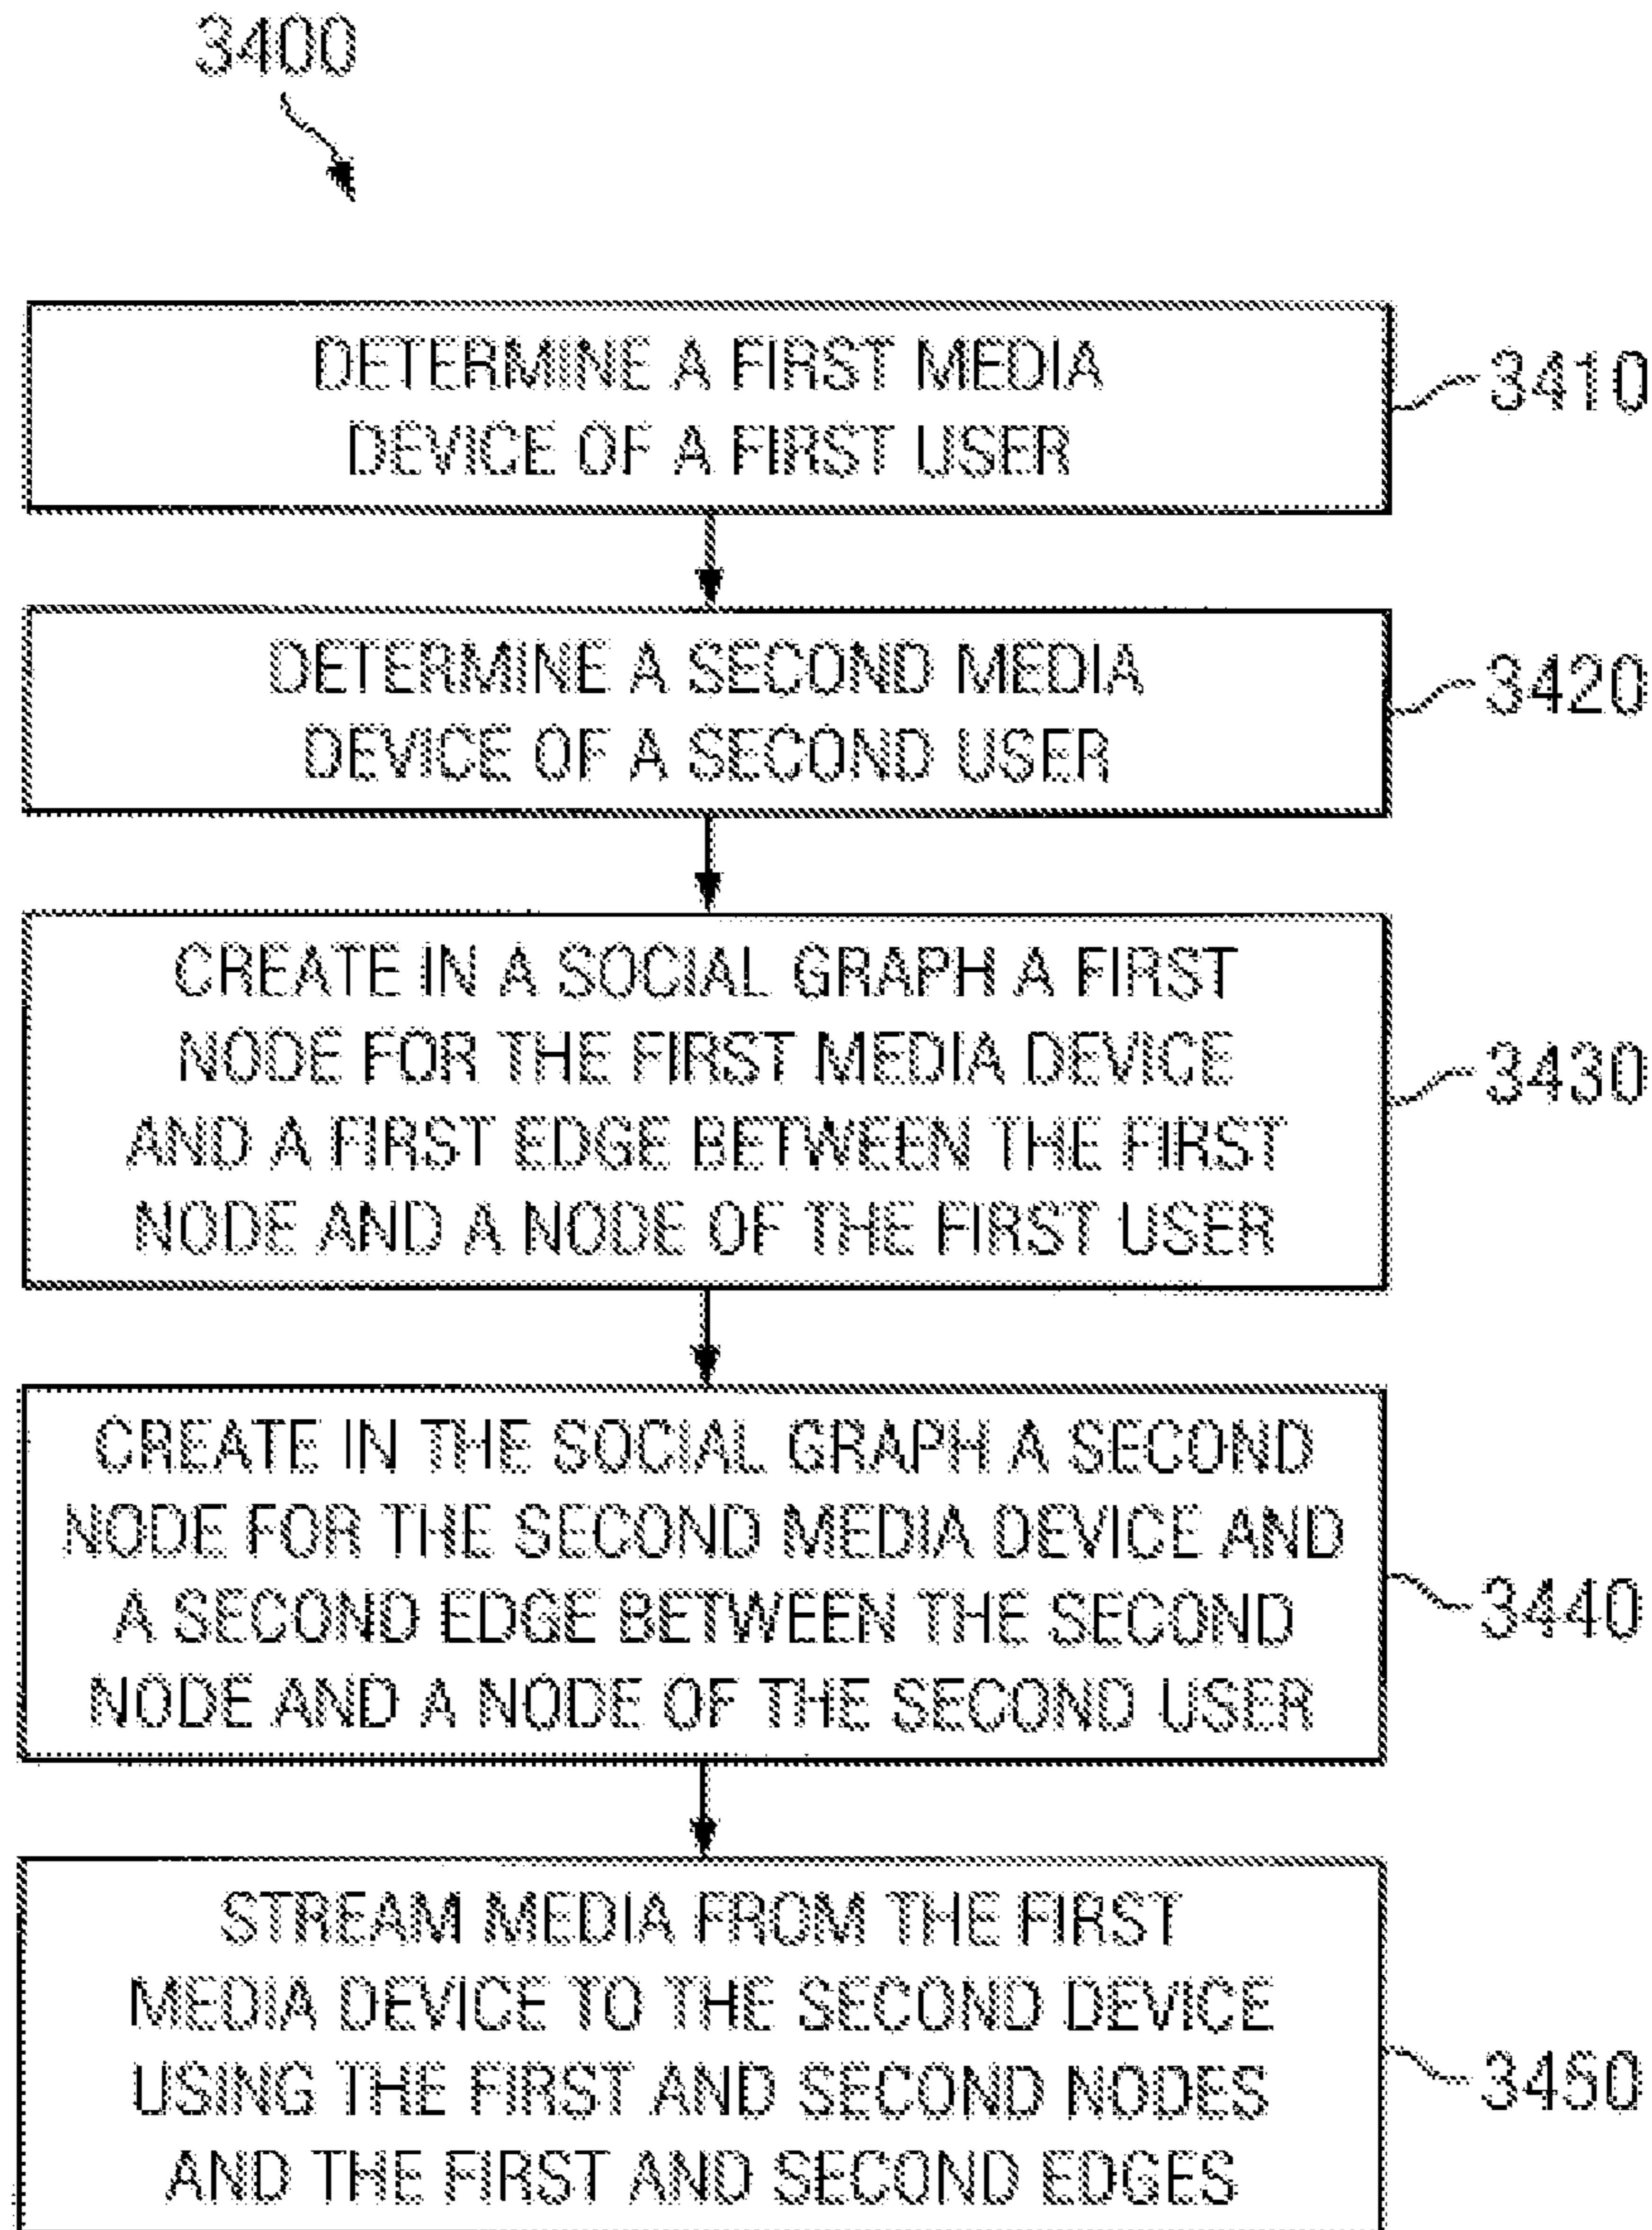 3400
DETERMINE A FIRST MEDIA
DEVICE OF A FIRST USER
3410
DETERMINE A SECOND MEDIA
DEVICE OF A SECOND USER
3420
CREATE IN A SOCIAL GRAPH A FIRST
NODE FOR THE FIRST MEDIA DEVICE
AND A FIRST EDGE BETWEEN THE FIRST
NODE AND A NODE OF THE FIRST USER
3430
CREATE IN THE SOCIAL GRAPH A SECOND
NODE FOR THE SECOND MEDIA DEVICE AND
A SECOND EDGE BETWEEN THE SECOND
NODE AND A NODE OF THE SECOND USER
3440
STREAM MEDIA FROM THE FIRST
MEDIA DEVICE TO THE SECOND DEVICE
USING THE FIRST AND SECOND NODES
AND THE FIRST AND SECOND EDGES
3450